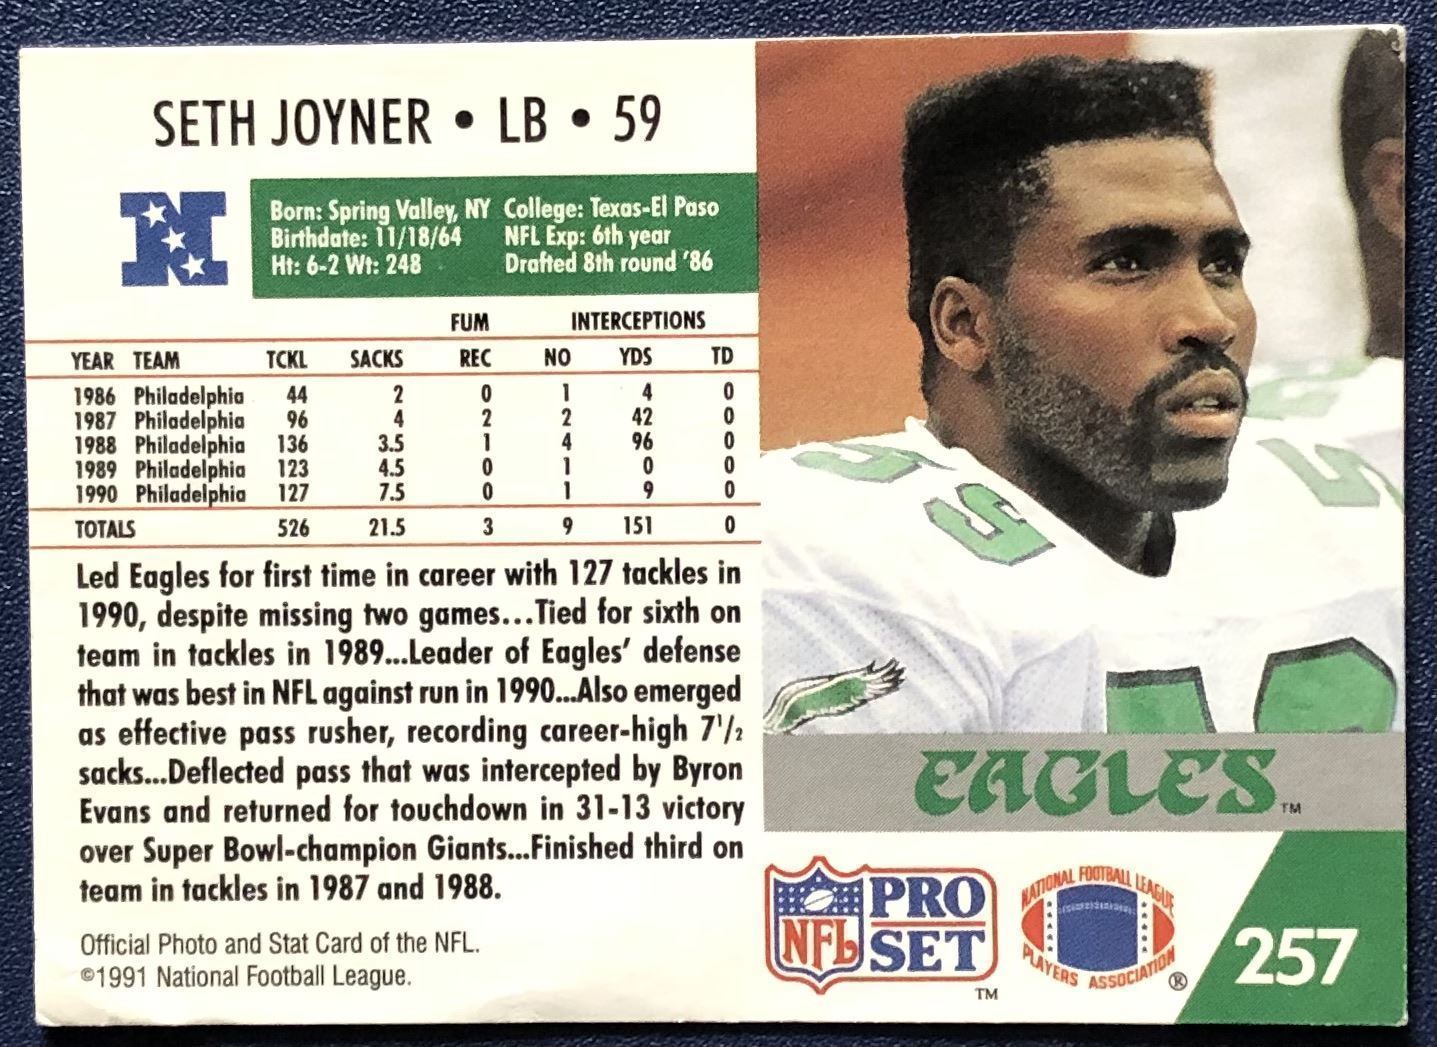 SETH JOYNER • LB • 59
Born: Spring Valley, NY College: Texas-El Paso
Birthdate: 11/18/64 NFL Exp: 6th year
Ht: 6-2 Wt: 248 Drafted 8th round '86
FUM INTERCEPTIONS
YEAR TEAM TCKL SACKS REC NO YDS TD
1986 Philadelphia 44 2 0 1 4 0
1987 Philadelphia 96 4 2 2 42 0
1988 Philadelphia 136 3.5 1 4 96 0
1989 Philadelphia 123 4.5 0 1 0 0
1990 Philadelphia 127 7.5 0 1 9 0
TOTALS 526 21.5 3 9 151 0
Led Eagles for first time in career with 127 tackles in
1990, despite missing two games...Tied for sixth on
team in tackles in 1989...Leader of Eagles' defense
that was best in NFL against run in 1990...Also emerged
as effective pass rusher, recording career-high 7½
sacks...Deflected pass that was intercepted by Byron
Evans and returned for touchdown in 31-13 victory
over Super Bowl-champion Giants...Finished third on
team in tackles in 1987 and 1988.
Official Photo and Stat Card of the NFL.
©1991 National Football League.
EAGLES™
NFL PRO SET™
NATIONAL FOOTBALL LEAGUE
PLAYERS ASSOCIATION®
257